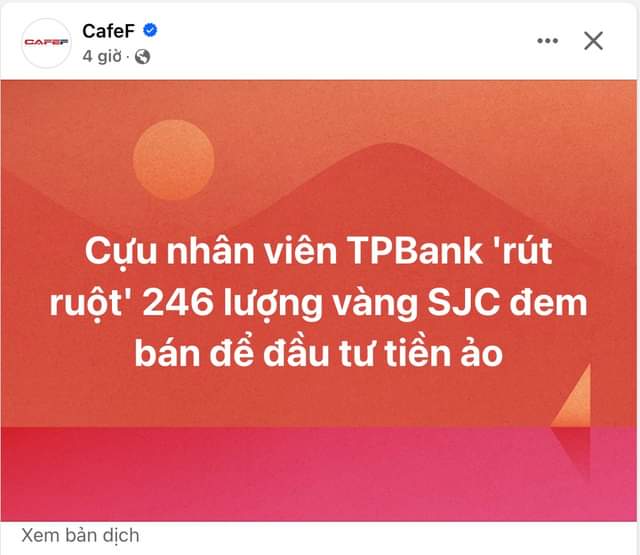 CAFEF
CafeF
4 giờ ·
Cựu nhân viên TPBank 'rút
ruột' 246 lượng vàng SJC đem
bán để đầu tư tiền ảo
Xem bản dịch